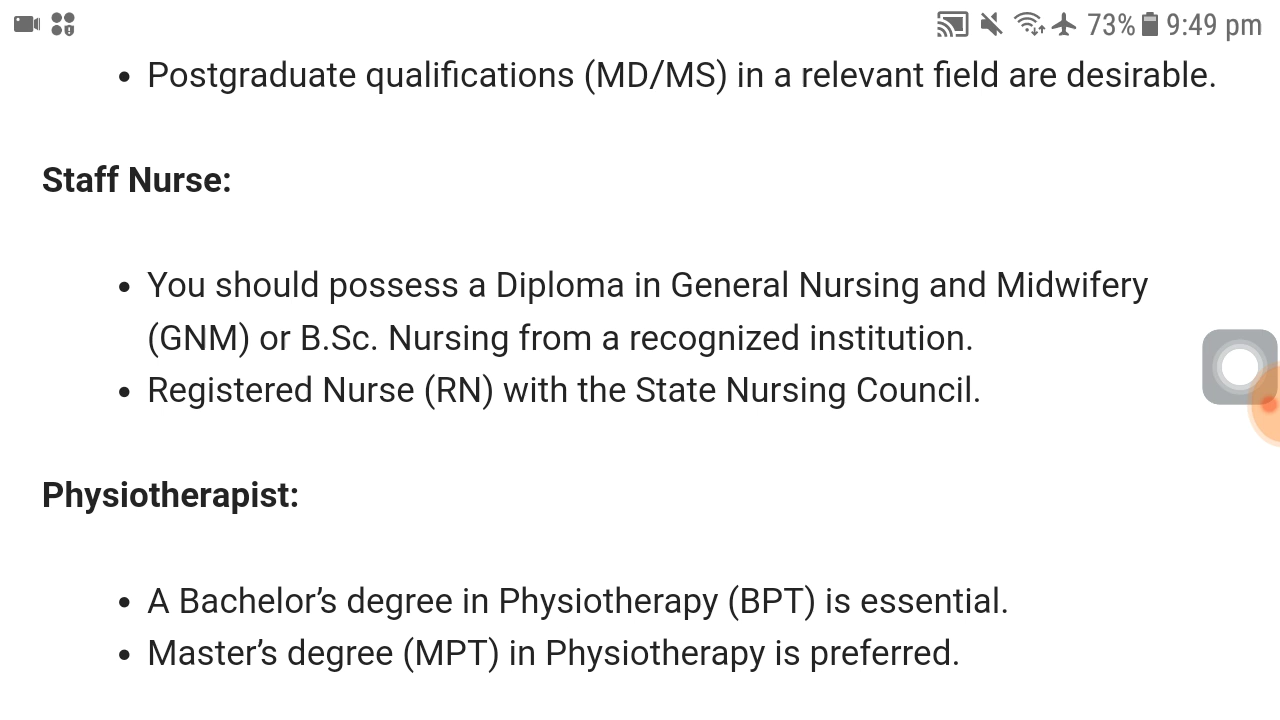 73% 9:49 pm
• Postgraduate qualifications (MD/MS) in a relevant field are desirable.
Staff Nurse:
• You should possess a Diploma in General Nursing and Midwifery
(GNM) or B.Sc. Nursing from a recognized institution.
• Registered Nurse (RN) with the State Nursing Council.
Physiotherapist:
• A Bachelor’s degree in Physiotherapy (BPT) is essential.
• Master’s degree (MPT) in Physiotherapy is preferred.